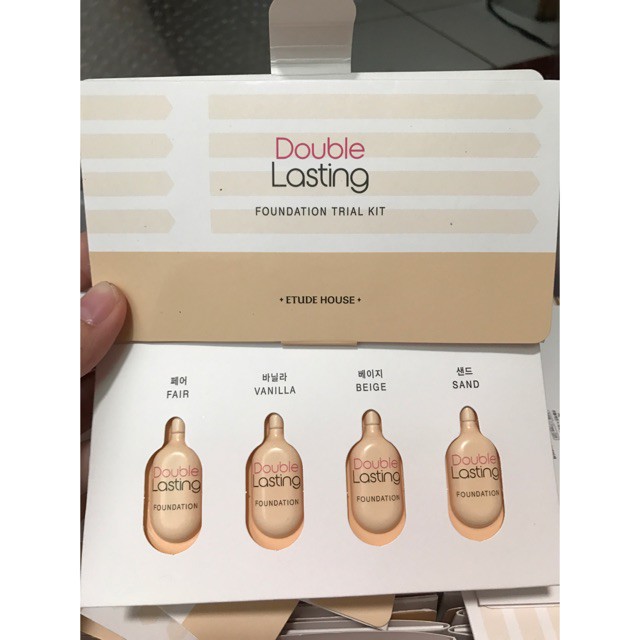 Double
Lasting
FOUNDATION TRIAL KIT
ETUDE HOUSE
페어
FAIR
바닐라
VANILLA
베이지
BEIGE
샌드
SAND
Double
Lasting
FOUNDATION
Double
Lasting
FOUNDATION
Double
Lasting
FOUNDATION
Double
Lasting
FOUNDATION